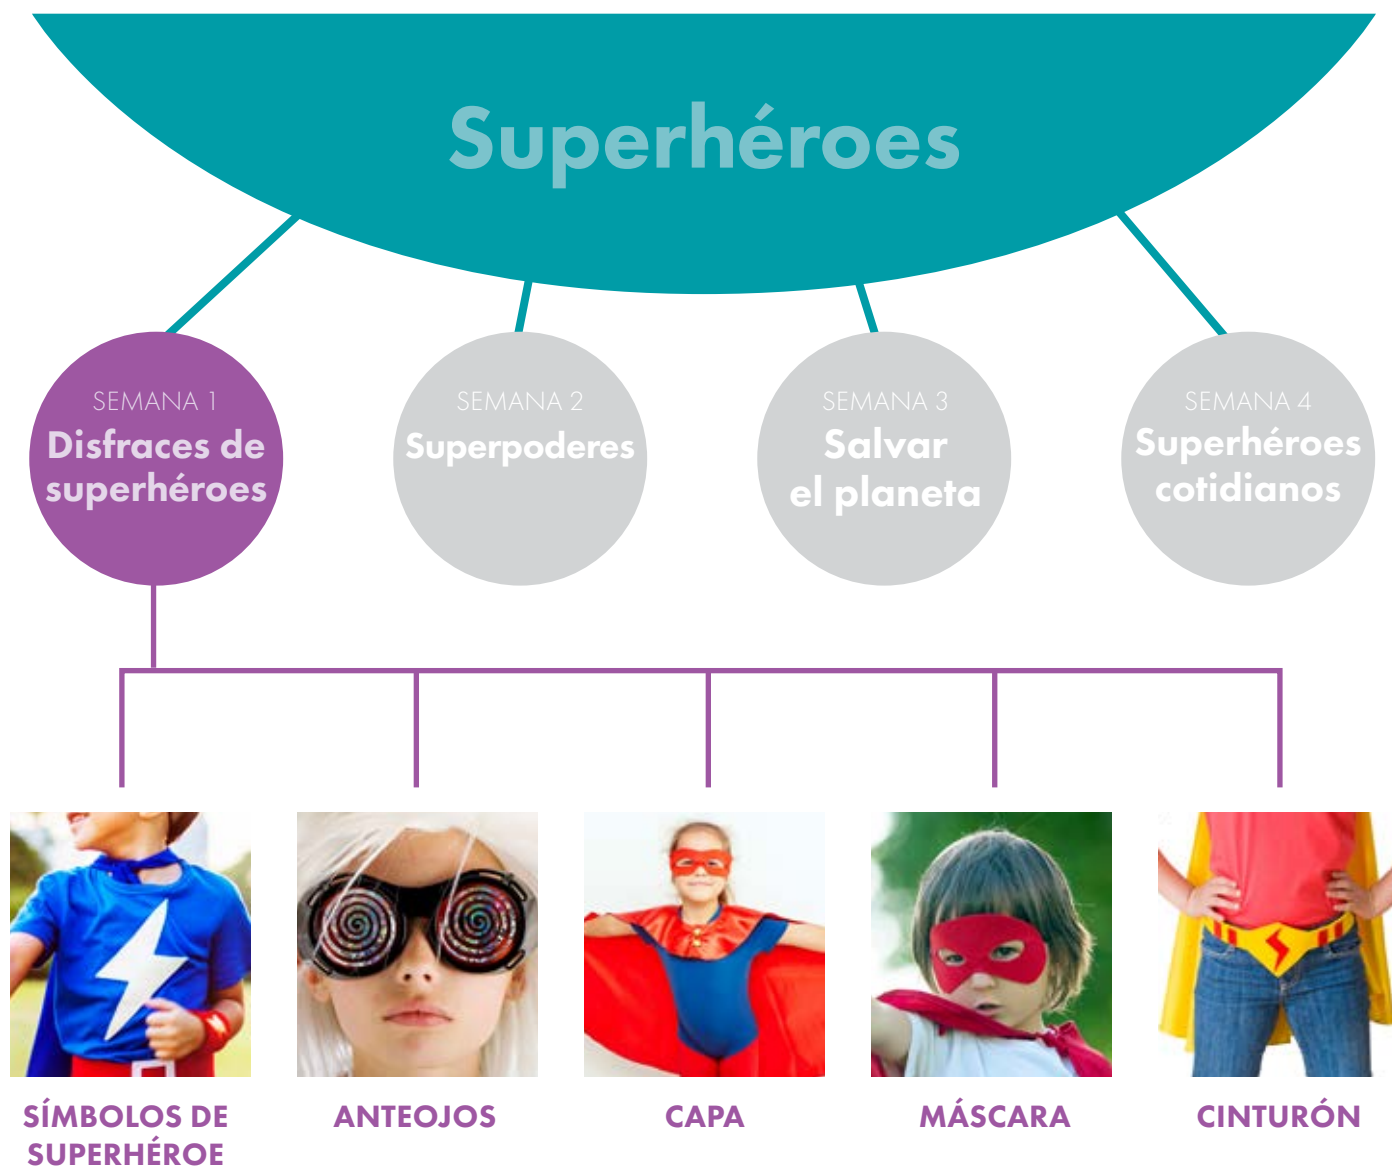 Superhéroes
SEMANA 1
Disfraces de
superhéroes
SEMANA 2
Superpoderes
SEMANA 3
Salvar
el planeta
SEMANA 4
Superhéroes
cotidianos
SÍMBOLOS DE
SUPERHÉROE
ANTEOJOS
CAPA
MÁSCARA
CINTURÓN